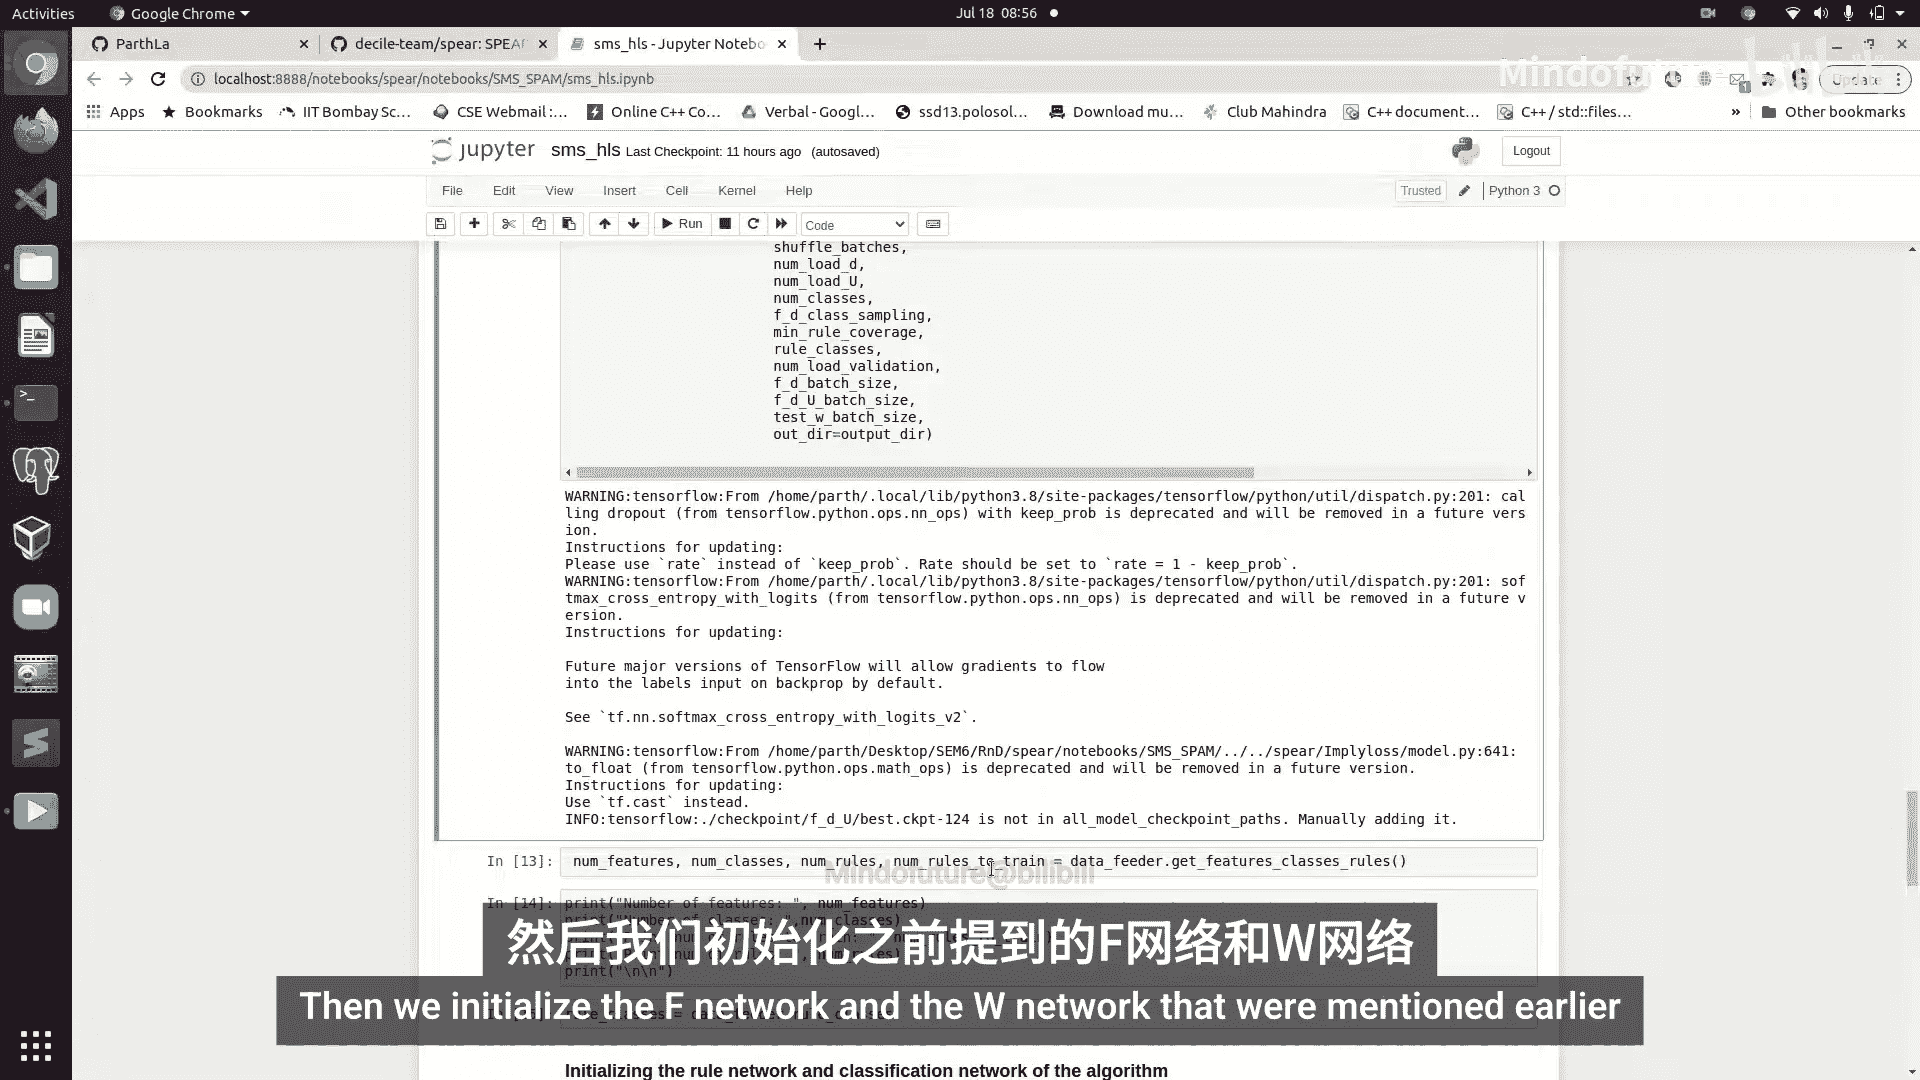 Activities
Google Chrome
Jul 18 08:56
ParthLa
decile-team/spear: SPEA
sms_hls - Jupyter Notebo
localhost:8888/notebooks/spear/notebooks/SMS_SPAM/sms_hls.ipynb
Mindofuture
Update
Apps
Bookmarks
IIT Bombay Sc...
CSE Webmail :...
Online C++ Co...
Verbal - Googl...
ssd13.polosol...
Download mu...
Club Mahindra
C++ document...
C++ / std::files...
»
Other bookmarks
jupyter sms_hls Last Checkpoint: 11 hours ago (autosaved)
Logout
File Edit View Insert Cell Kernel Help
Trusted
Python 3
Run
Code
shuffle_batches,
num_load_d,
num_load_U,
num_classes,
f_d_class_sampling,
min_rule_coverage,
rule_classes,
num_load_validation,
f_d_batch_size,
f_d_U_batch_size,
test_w_batch_size,
out_dir=output_dir)
WARNING:tensorflow:From /home/parth/.local/lib/python3.8/site-packages/tensorflow/python/util/dispatch.py:201: cal
ling dropout (from tensorflow.python.ops.nn_ops) with keep_prob is deprecated and will be removed in a future vers
ion.
Instructions for updating:
Please use `rate` instead of `keep_prob`. Rate should be set to `rate = 1 - keep_prob`.
WARNING:tensorflow:From /home/parth/.local/lib/python3.8/site-packages/tensorflow/python/util/dispatch.py:201: sof
tmax_cross_entropy_with_logits (from tensorflow.python.ops.nn_ops) is deprecated and will be removed in a future v
ersion.
Instructions for updating:
Future major versions of TensorFlow will allow gradients to flow
into the labels input on backprop by default.
See `tf.nn.softmax_cross_entropy_with_logits_v2`.
WARNING:tensorflow:From /home/parth/Desktop/SEM6/RnD/spear/notebooks/SMS_SPAM/../../spear/Implyloss/model.py:641:
to_float (from tensorflow.python.ops.math_ops) is deprecated and will be removed in a future version.
Instructions for updating:
Use `tf.cast` instead.
INFO:tensorflow:./checkpoint/f_d_U/best.ckpt-124 is not in all_model_checkpoint_paths. Manually adding it.
In [13]: num_features, num_classes, num_rules, num_rules_to_train = data_feeder.get_features_classes_rules()
Mindofuture@bilibili
In [14]: print("Number of features: ", num_features)
print("\n\n")
然后我们初始化之前提到的F网络和W网络
Then we initialize the F network and the W network that were mentioned earlier
Initializing the rule network and classification network of the algorithm